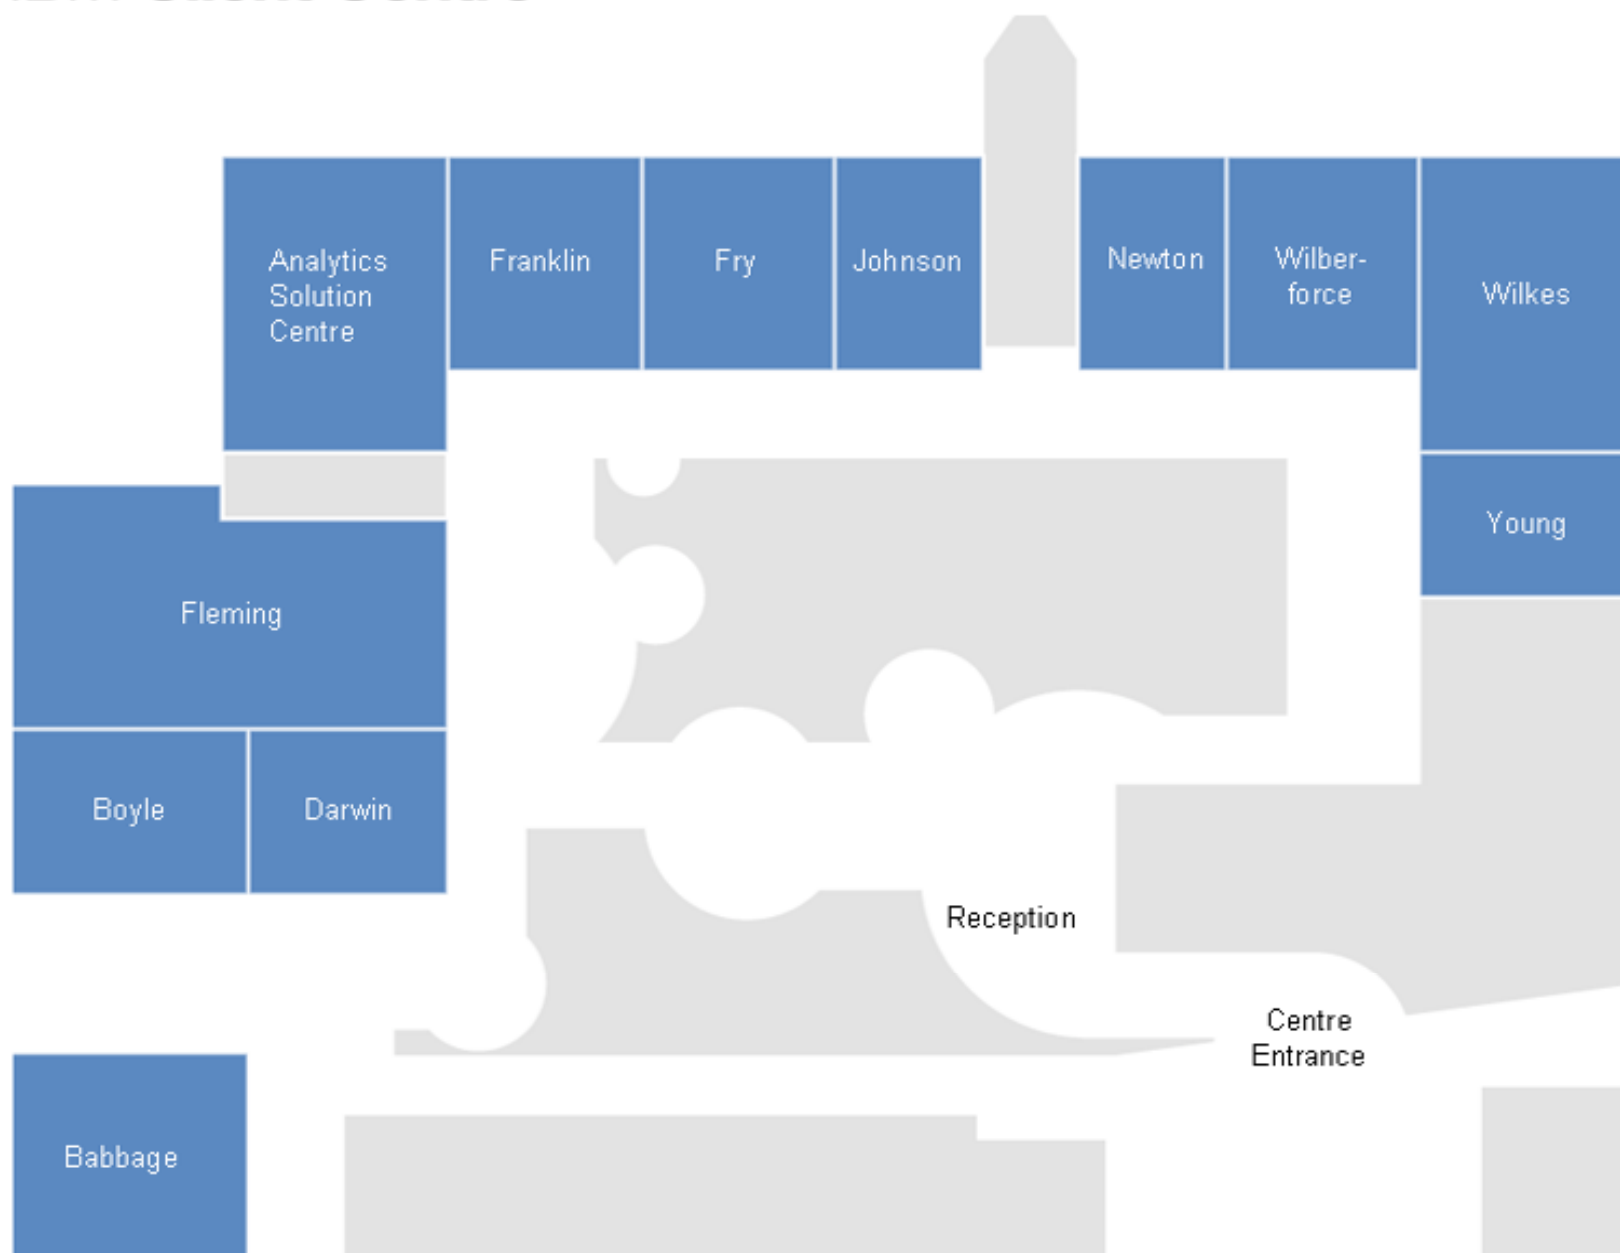 Analytics
Solution
Centre
Franklin
Fry
Johnson
Newton
Wilber-
force
Wilkes
Young
Fleming
Boyle
Darwin
Reception
Centre
Entrance
Babbage